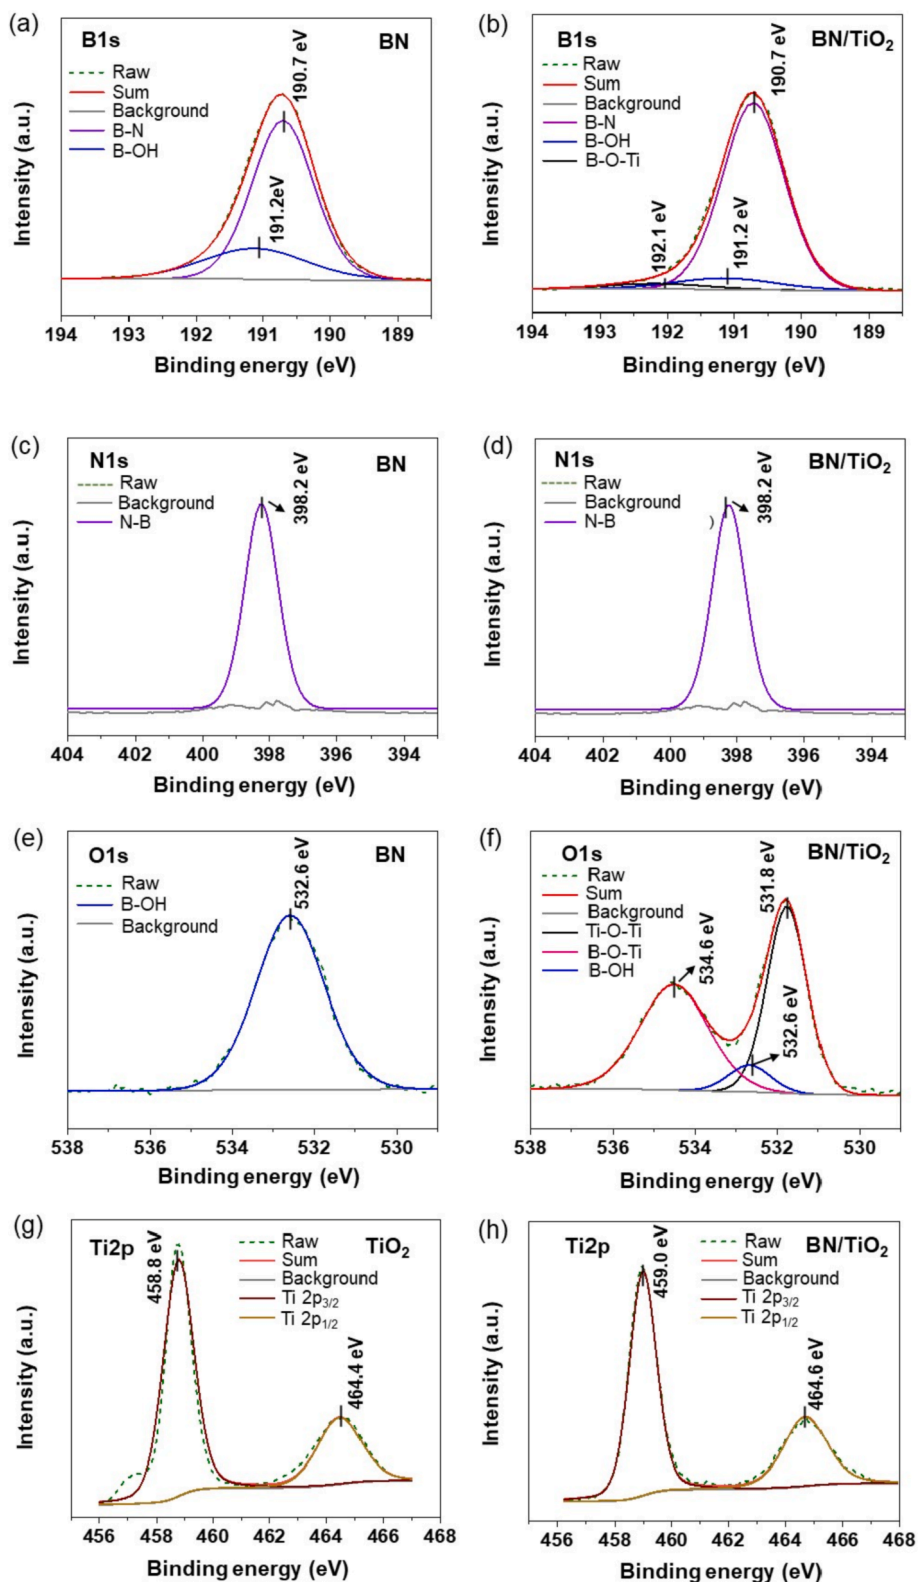 (a)
B1s
BN
Raw
Sum
Background
B-N
B-OH
190.7 eV
191.2eV
Intensity (a.u.)
194 193 192 191 190 189
Binding energy (eV)
(b)
B1s
BN/TiO2
Raw
Sum
Background
B-N
B-OH
B-O-Ti
190.7 eV
192.1 eV
191.2 eV
Intensity (a.u.)
194 193 192 191 190 189
Binding energy (eV)
(c)
N1s
BN
Raw
Background
N-B
398.2 eV
Intensity (a.u.)
404 402 400 398 396 394
Binding energy (eV)
(d)
N1s
BN/TiO2
Raw
Background
N-B
)
398.2 eV
Intensity (a.u.)
404 402 400 398 396 394
Binding energy (eV)
(e)
O1s
BN
Raw
B-OH
Background
532.6 eV
Intensity (a.u.)
538 536 534 532 530
Binding energy (eV)
(f)
O1s
BN/TiO2
Raw
Sum
Background
Ti-O-Ti
B-O-Ti
B-OH
531.8 eV
534.6 eV
532.6 eV
Intensity (a.u.)
538 536 534 532 530
Binding energy (eV)
(g)
Ti2p
TiO2
Raw
Sum
Background
Ti 2p3/2
Ti 2p1/2
458.8 eV
464.4 eV
Intensity (a.u.)
456 458 460 462 464 466 468
Binding energy (eV)
(h)
Ti2p
BN/TiO2
Raw
Sum
Background
Ti 2p3/2
Ti 2p1/2
459.0 eV
464.6 eV
Intensity (a.u.)
456 458 460 462 464 466 468
Binding energy (eV)